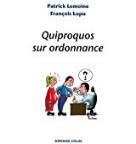 Patrick Lemoine
François Lupu
Quiproquos
sur ordonnance
?
ARMAND COLIN